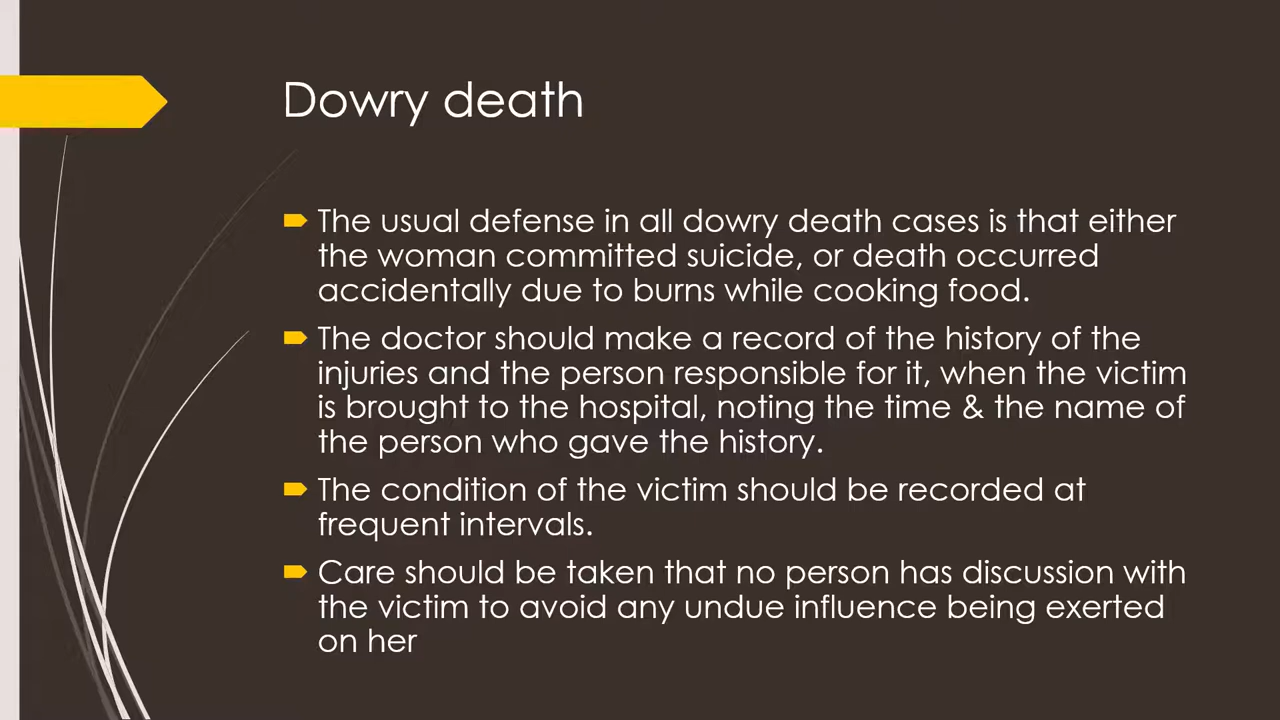 Dowry death
The usual defense in all dowry death cases is that either
the woman committed suicide, or death occurred
accidentally due to burns while cooking food.
The doctor should make a record of the history of the
injuries and the person responsible for it, when the victim
is brought to the hospital, noting the time & the name of
the person who gave the history.
The condition of the victim should be recorded at
frequent intervals.
Care should be taken that no person has discussion with
the victim to avoid any undue influence being exerted
on her